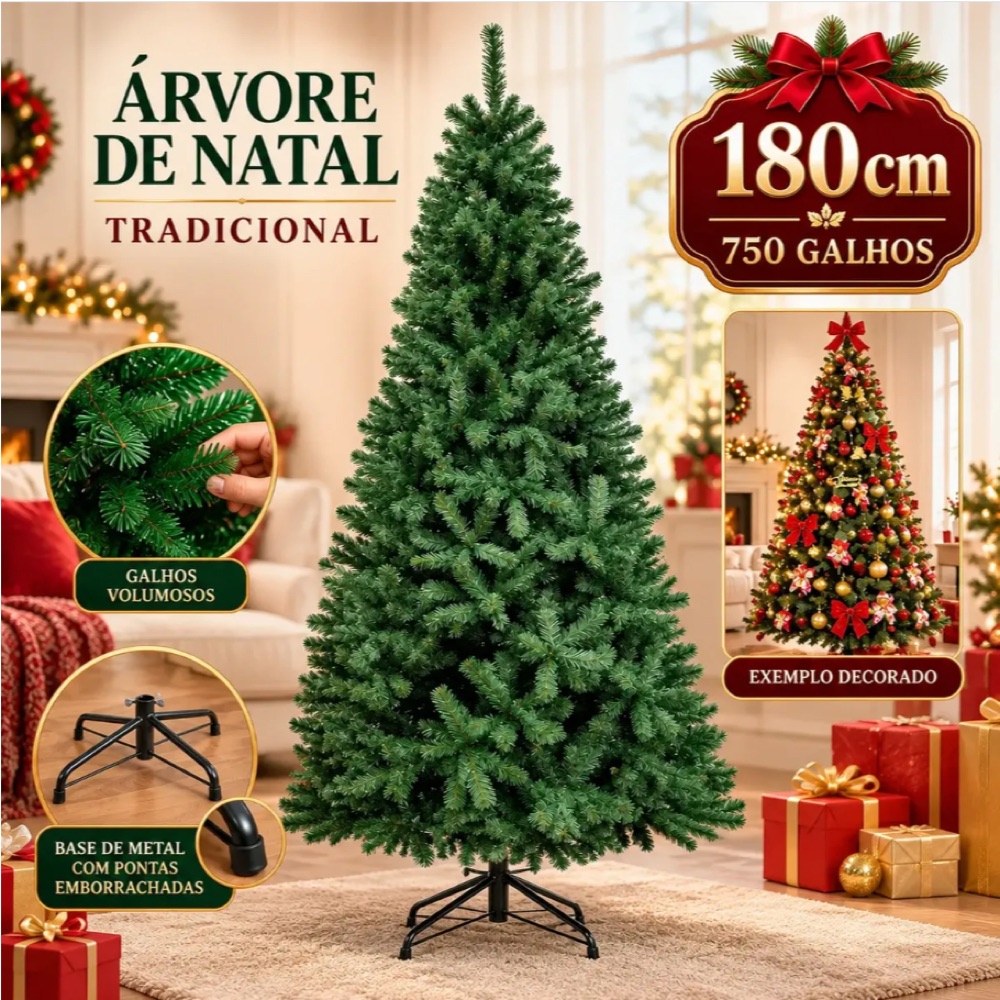 ÁRVORE
DE NATAL
TRADICIONAL
180cm
750 GALHOS
GALHOS
VOLUMOSOS
EXEMPLO DECORADO
BASE DE METAL
COM PONTAS
EMBORRACHADAS